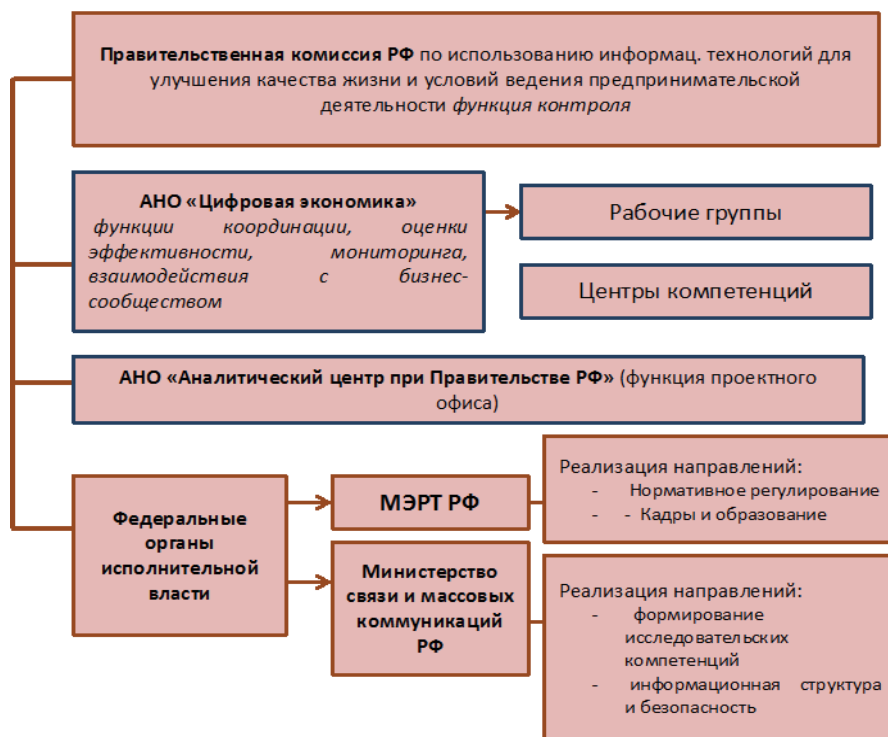 Правительственная комиссия РФ по использованию информац. технологий для
улучшения качества жизни и условий ведения предпринимательской
деятельности функция контроля
АНО «Цифровая экономика»
функции координации, оценки
эффективности, мониторинга,
взаимодействия с бизнес-
сообществом
Рабочие группы
Центры компетенций
АНО «Аналитический центр при Правительстве РФ» (функция проектного
офиса)
Федеральные
органы
исполнительной
власти
МЭРТ РФ
Реализация направлений:
- Нормативное регулирование
- - Кадры и образование
Министерство
связи и массовых
коммуникаций
РФ
Реализация направлений:
- формирование
исследовательских
компетенций
- информационная структура
и безопасность